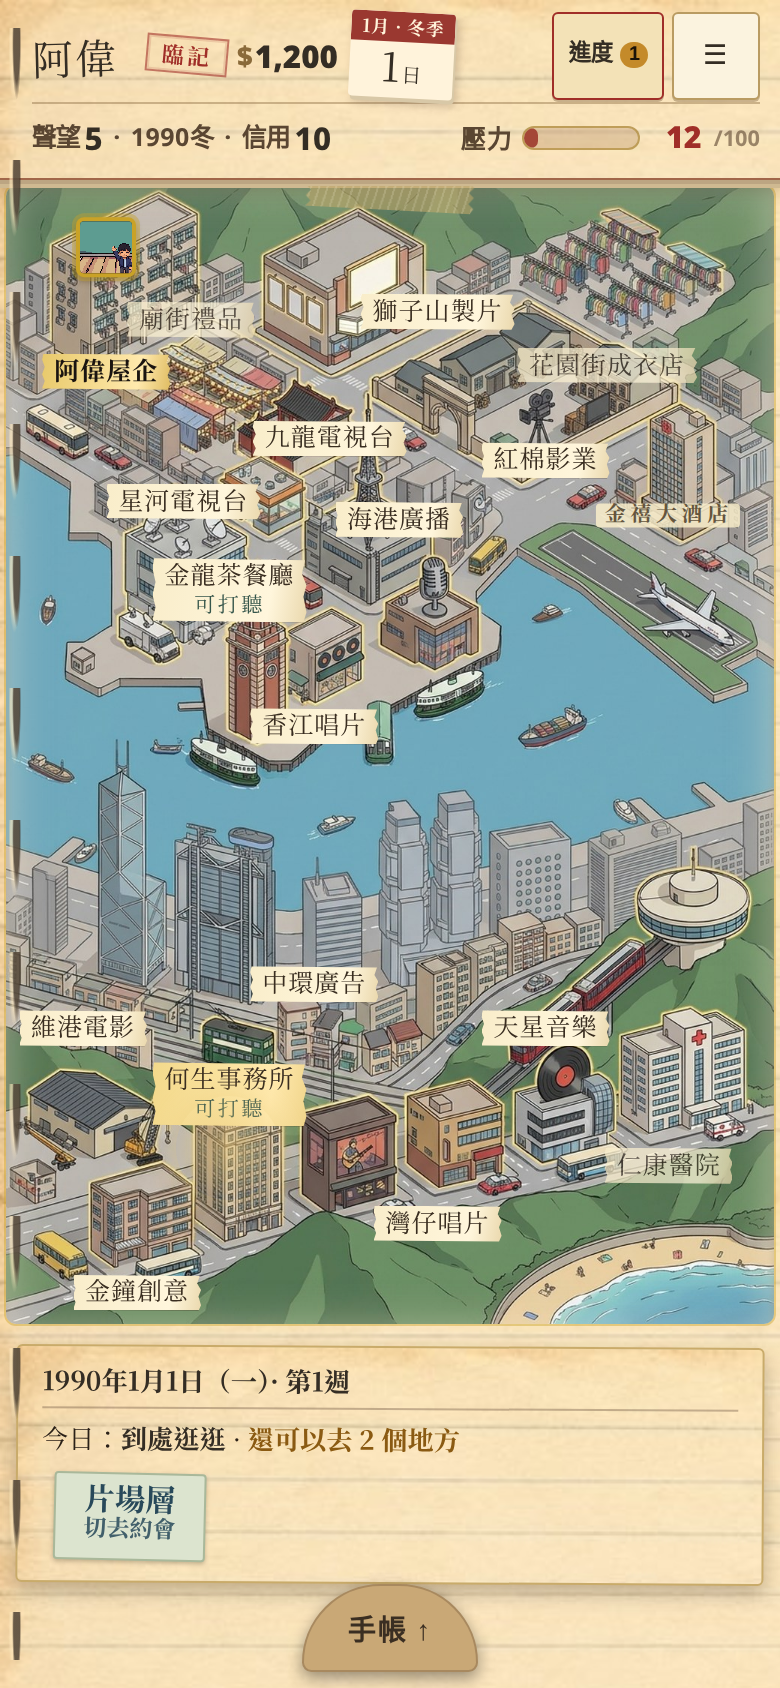 阿偉
臨記
$1,200
1月·冬季
1日
進度 1
☰
聲望5 · 1990冬 · 信用10
壓力 12 /100
廟街禮品
獅子山製片
阿偉屋企
花園街成衣店
九龍電視台
紅棉影業
星河電視台
海港廣播
金禧大酒店
金龍茶餐廳
可打聽
香江唱片
中環廣告
維港電影
天星音樂
何生事務所
可打聽
仁康醫院
灣仔唱片
金鐘創意
1990年1月1日（一）· 第1週
今日：到處逛逛 · 還可以去 2 個地方
片場層
切去約會
手帳 ↑